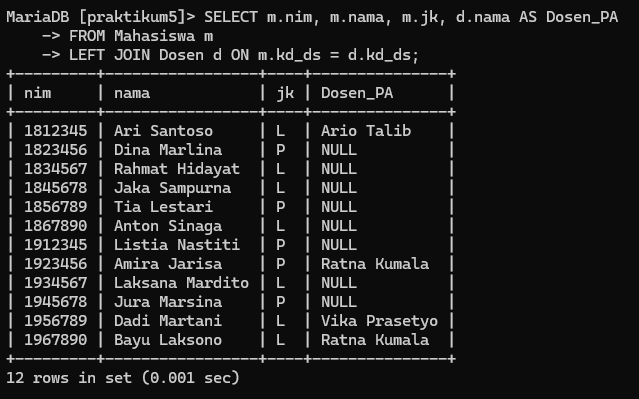 MariaDB [praktikum5]> SELECT m.nim, m.nama, m.jk, d.nama AS Dosen_PA
    -> FROM Mahasiswa m
    -> LEFT JOIN Dosen d ON m.kd_ds = d.kd_ds;
+---------+------------------+----+---------------+
| nim     | nama             | jk | Dosen_PA      |
+---------+------------------+----+---------------+
| 1812345 | Ari Santoso      | L  | Ario Talib    |
| 1823456 | Dina Marlina     | P  | NULL          |
| 1834567 | Rahmat Hidayat   | L  | NULL          |
| 1845678 | Jaka Sampurna    | L  | NULL          |
| 1856789 | Tia Lestari      | P  | NULL          |
| 1867890 | Anton Sinaga     | L  | NULL          |
| 1912345 | Listia Nastiti   | P  | NULL          |
| 1923456 | Amira Jarisa     | P  | Ratna Kumala  |
| 1934567 | Laksana Mardito  | L  | NULL          |
| 1945678 | Jura Marsina     | P  | NULL          |
| 1956789 | Dadi Martani     | L  | Vika Prasetyo |
| 1967890 | Bayu Laksono     | L  | Ratna Kumala  |
+---------+------------------+----+---------------+
12 rows in set (0.001 sec)